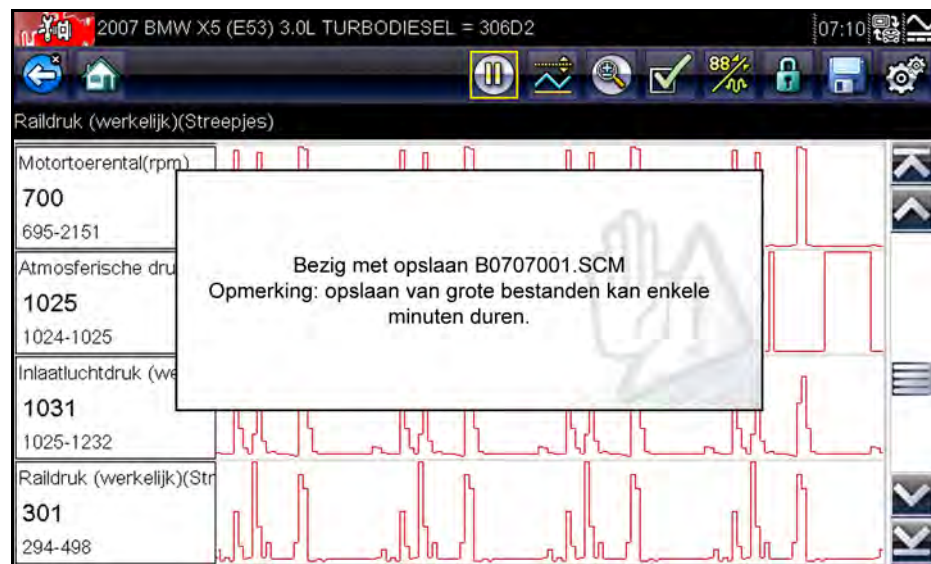 2007 BMW X5 (E53) 3.0L TURBODIESEL = 306D2
07:10
Raildruk (werkelijk)(Streepjes)
Motortoerental(rpm)
700
695-2151
Atmosferische dru
1025
1024-1025
Inlaatluchtdruk (we
1031
1025-1232
Raildruk (werkelijk)(Str
301
294-498
Bezig met opslaan B0707001.SCM
Opmerking: opslaan van grote bestanden kan enkele
minuten duren.